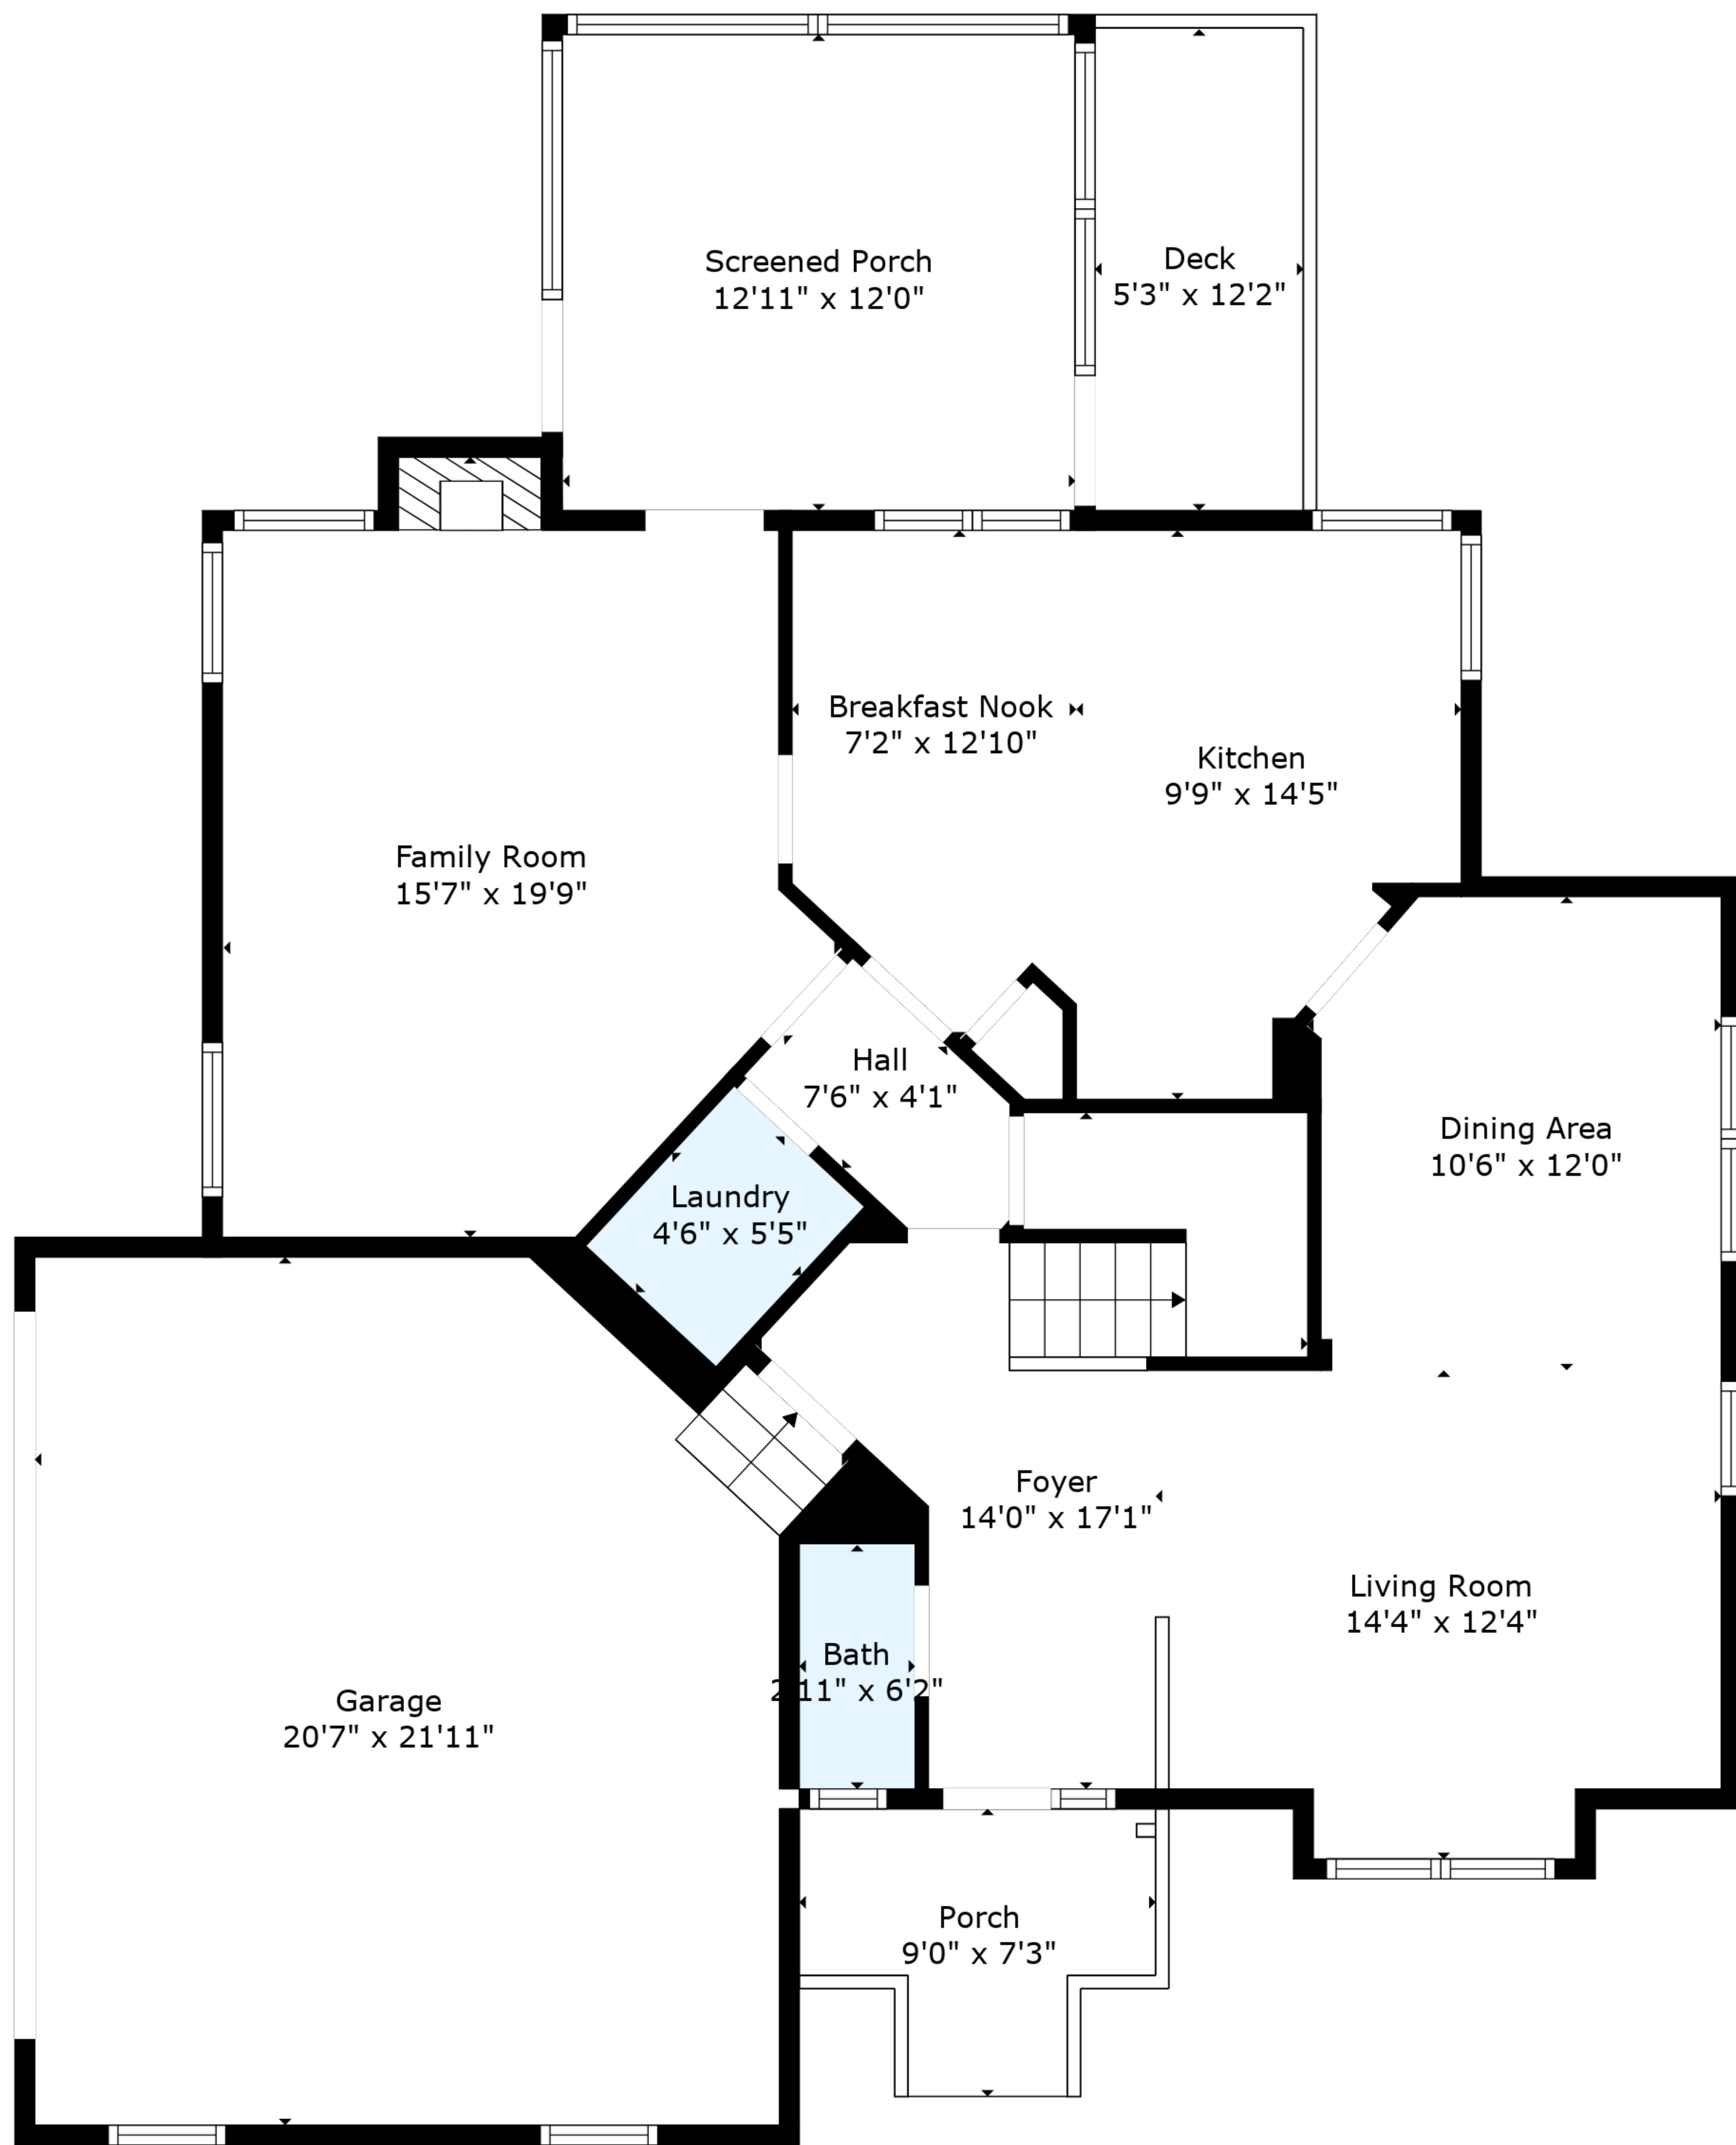 Screened Porch
12'11" x 12'0"
Deck
5'3" x 12'2"
Breakfast Nook
7'2" x 12'10"
Kitchen
9'9" x 14'5"
Family Room
15'7" x 19'9"
Hall
7'6" x 4'1"
Dining Area
10'6" x 12'0"
Laundry
4'6" x 5'5"
Foyer
14'0" x 17'1"
Living Room
14'4" x 12'4"
Bath
2'11" x 6'2"
Garage
20'7" x 21'11"
Porch
9'0" x 7'3"